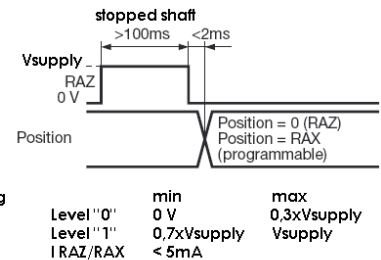 stopped shaft
>100ms <2ms
Vsupply
RAZ
0 V
Position
Position = 0 (RAZ)
Position = RAX
(programmable)
g min max
Level "0" 0 V 0,3xVsupply
Level "1" 0,7xVsupply Vsupply
I RAZ/RAX < 5mA